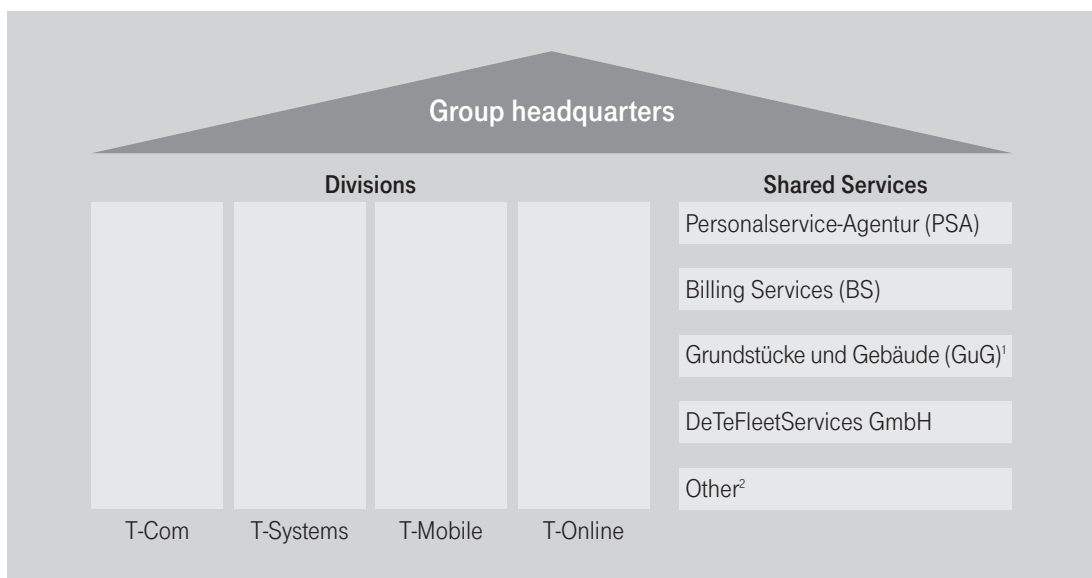 Group headquarters
Divisions
T-Com
T-Systems
T-Mobile
T-Online
Shared Services
Personalservice-Agentur (PSA)
Billing Services (BS)
Grundstücke und Gebäude (GuG)¹
DeTeFleetServices GmbH
Other²